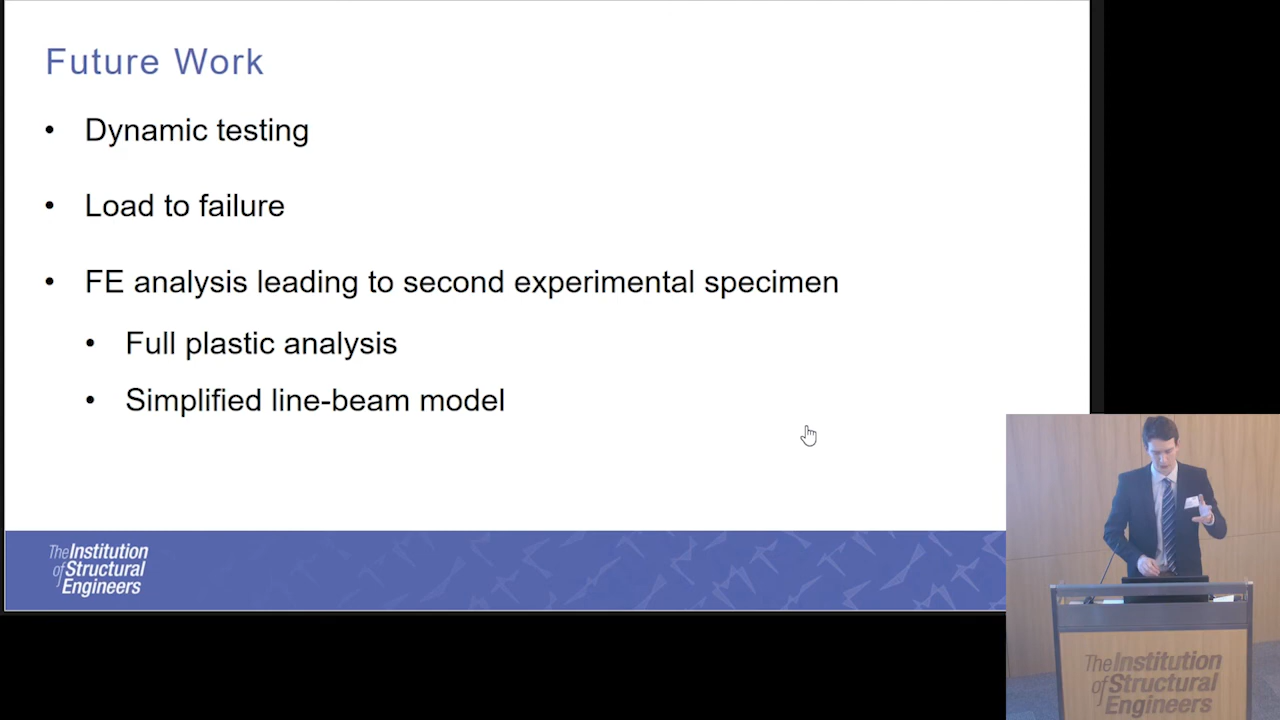 Future Work
• Dynamic testing
• Load to failure
• FE analysis leading to second experimental specimen
• Full plastic analysis
• Simplified line-beam model
The Institution
of Structural
Engineers
The Institution
of Structural
Engineers